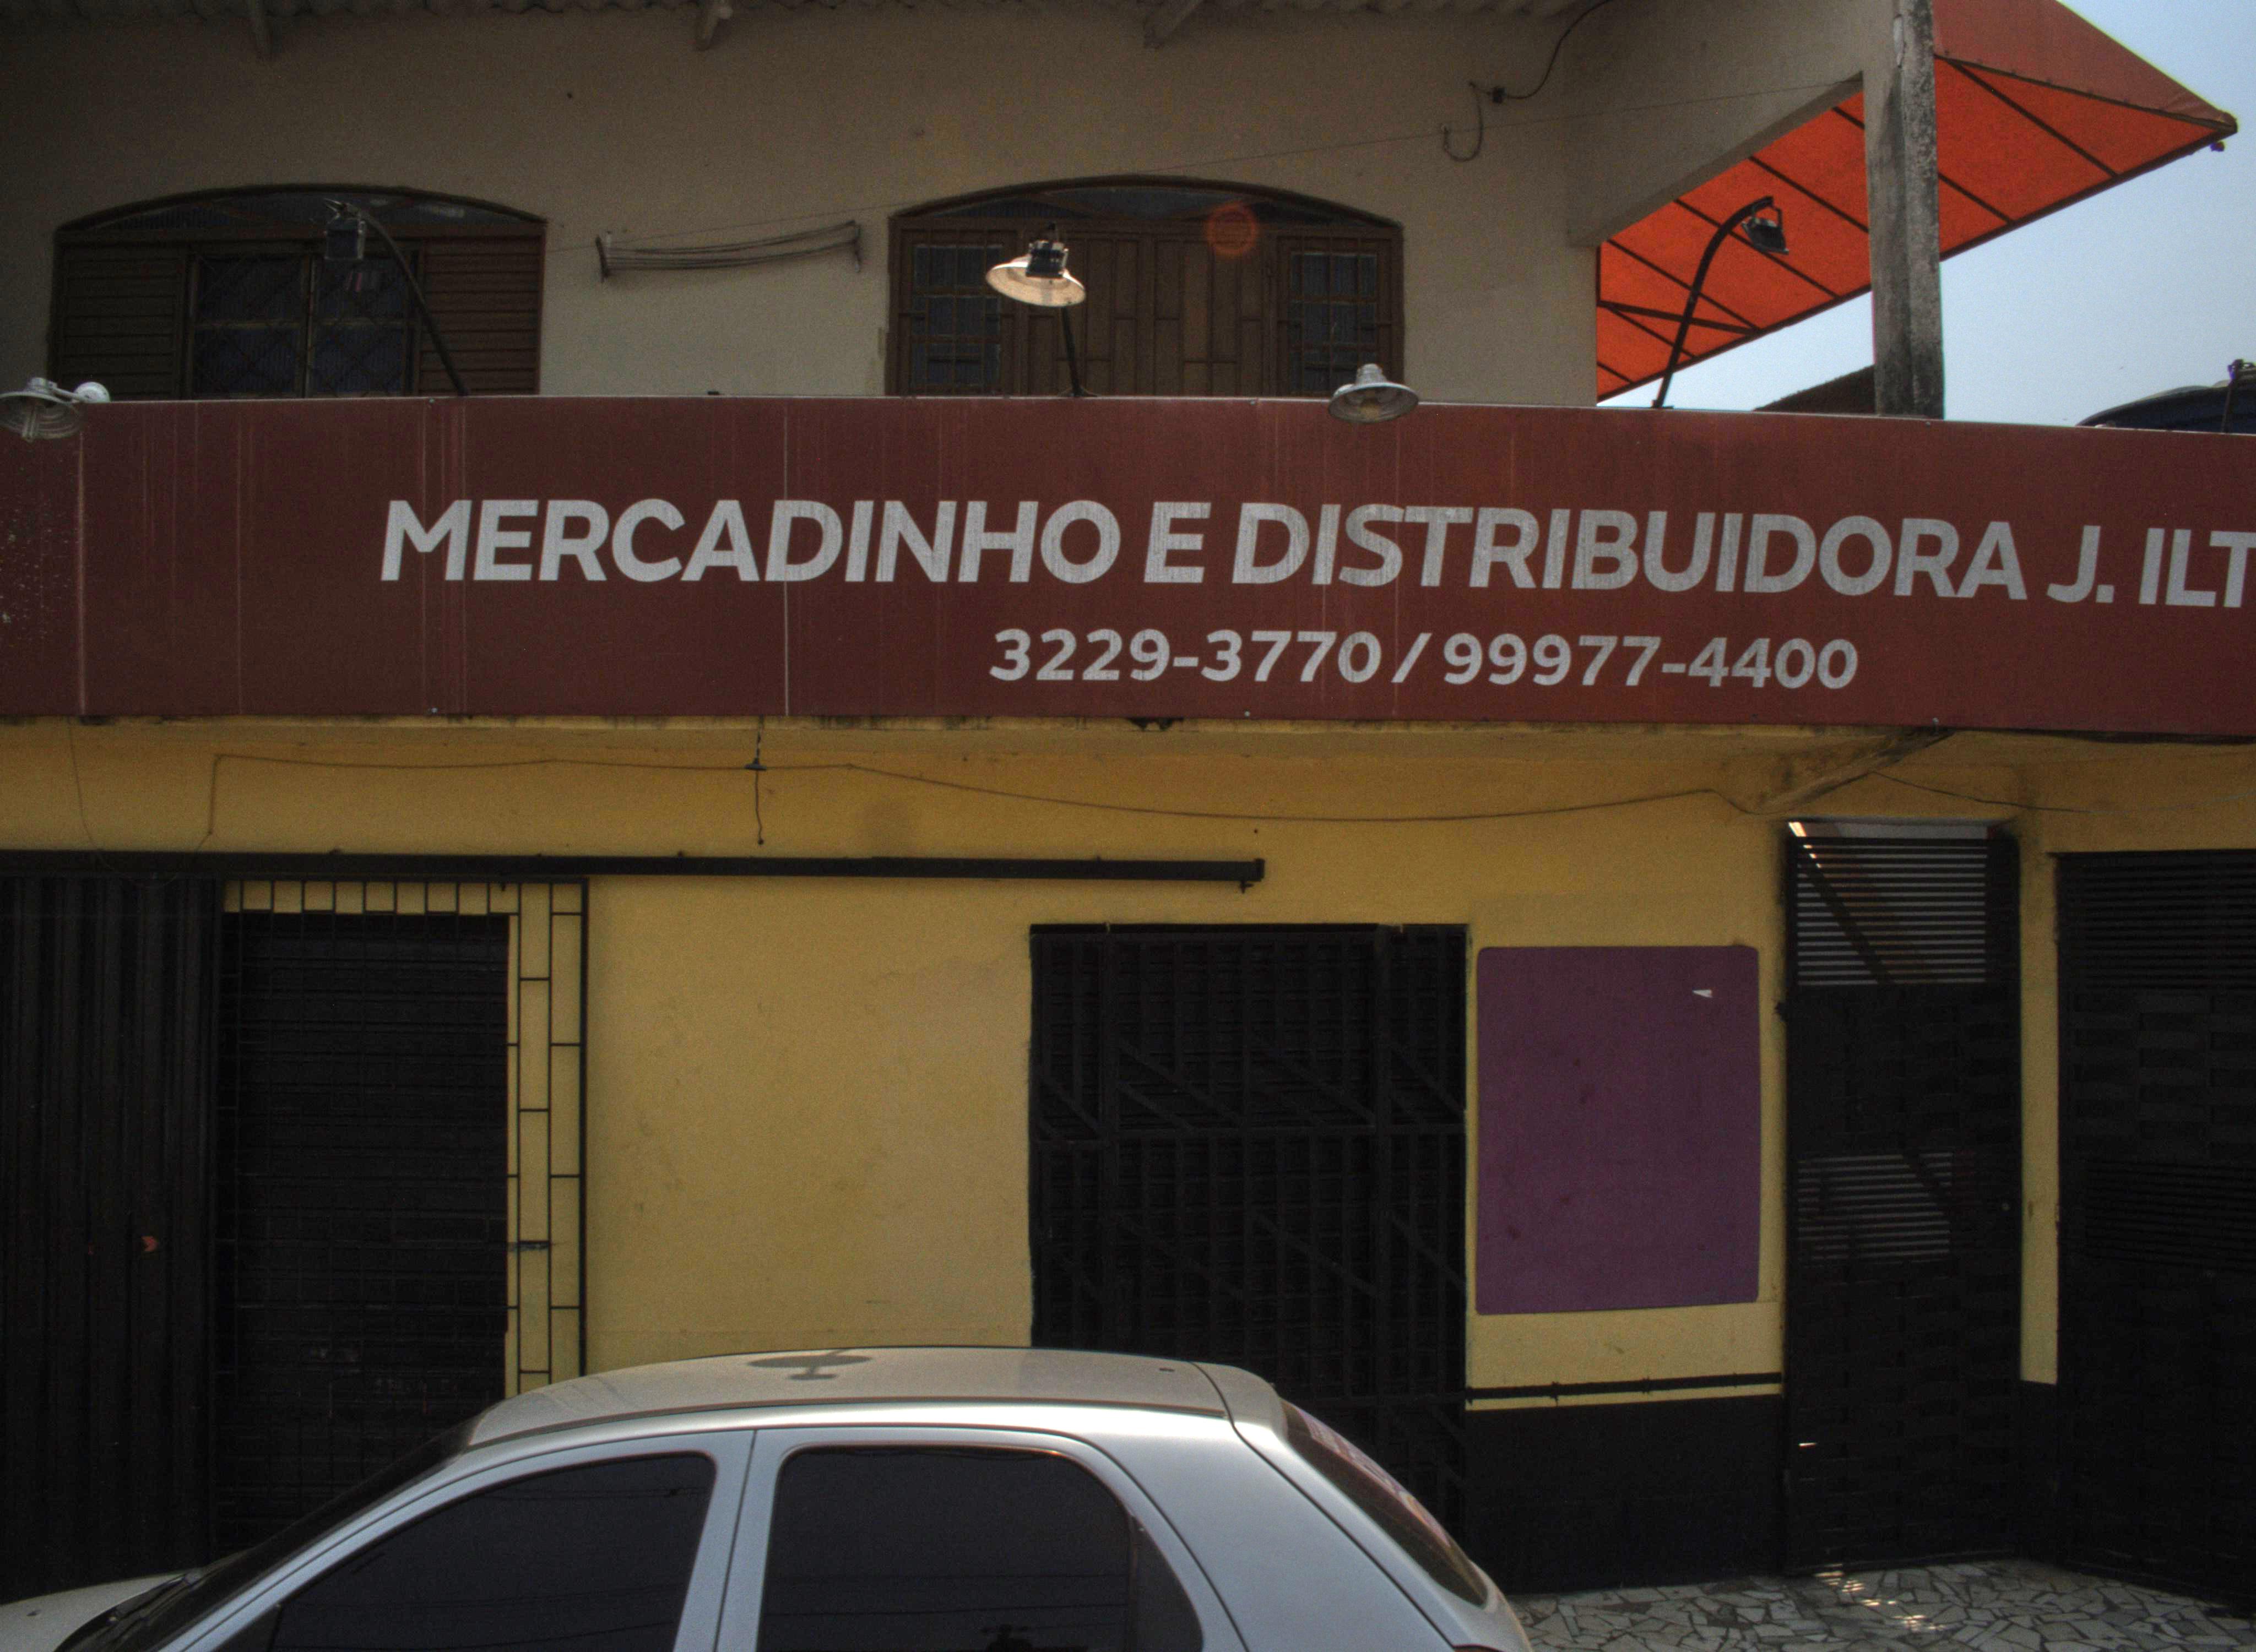 MERCADINHO E DISTRIBUIDORA J. ILT
3229-3770 / 99977-4400